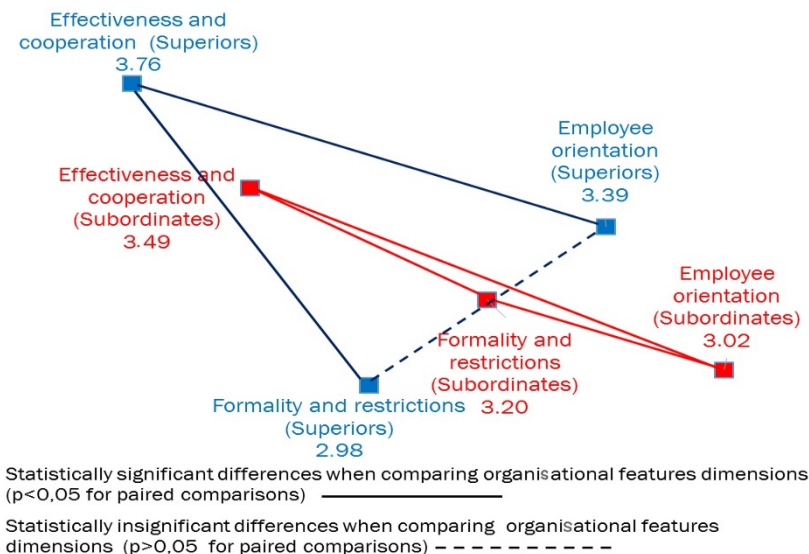 Effectiveness and
cooperation (Superiors)
3.76
Employee
orientation
(Superiors)
3.39
Effectiveness and
cooperation
(Subordinates)
3.49
Employee
orientation
(Subordinates)
3.02
Formality and
restrictions
(Subordinates)
3.20
Formality and restrictions
(Superiors)
2.98
Statistically significant differences when comparing organisational features dimensions
(p<0,05 for paired comparisons)
Statistically insignificant differences when comparing organisational features
dimensions (p>0,05 for paired comparisons)